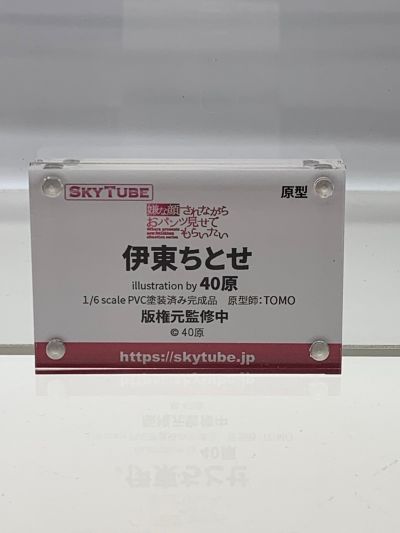 SKYTUBE
原型
嫌な顔されながら
おパンツ見せて
もらいたい
伊東ちとせ
illustration by 40原
1/6 scale PVC塗装済み完成品 原型師:TOMO
版権元監修中
© 40原
https://skytube.jp